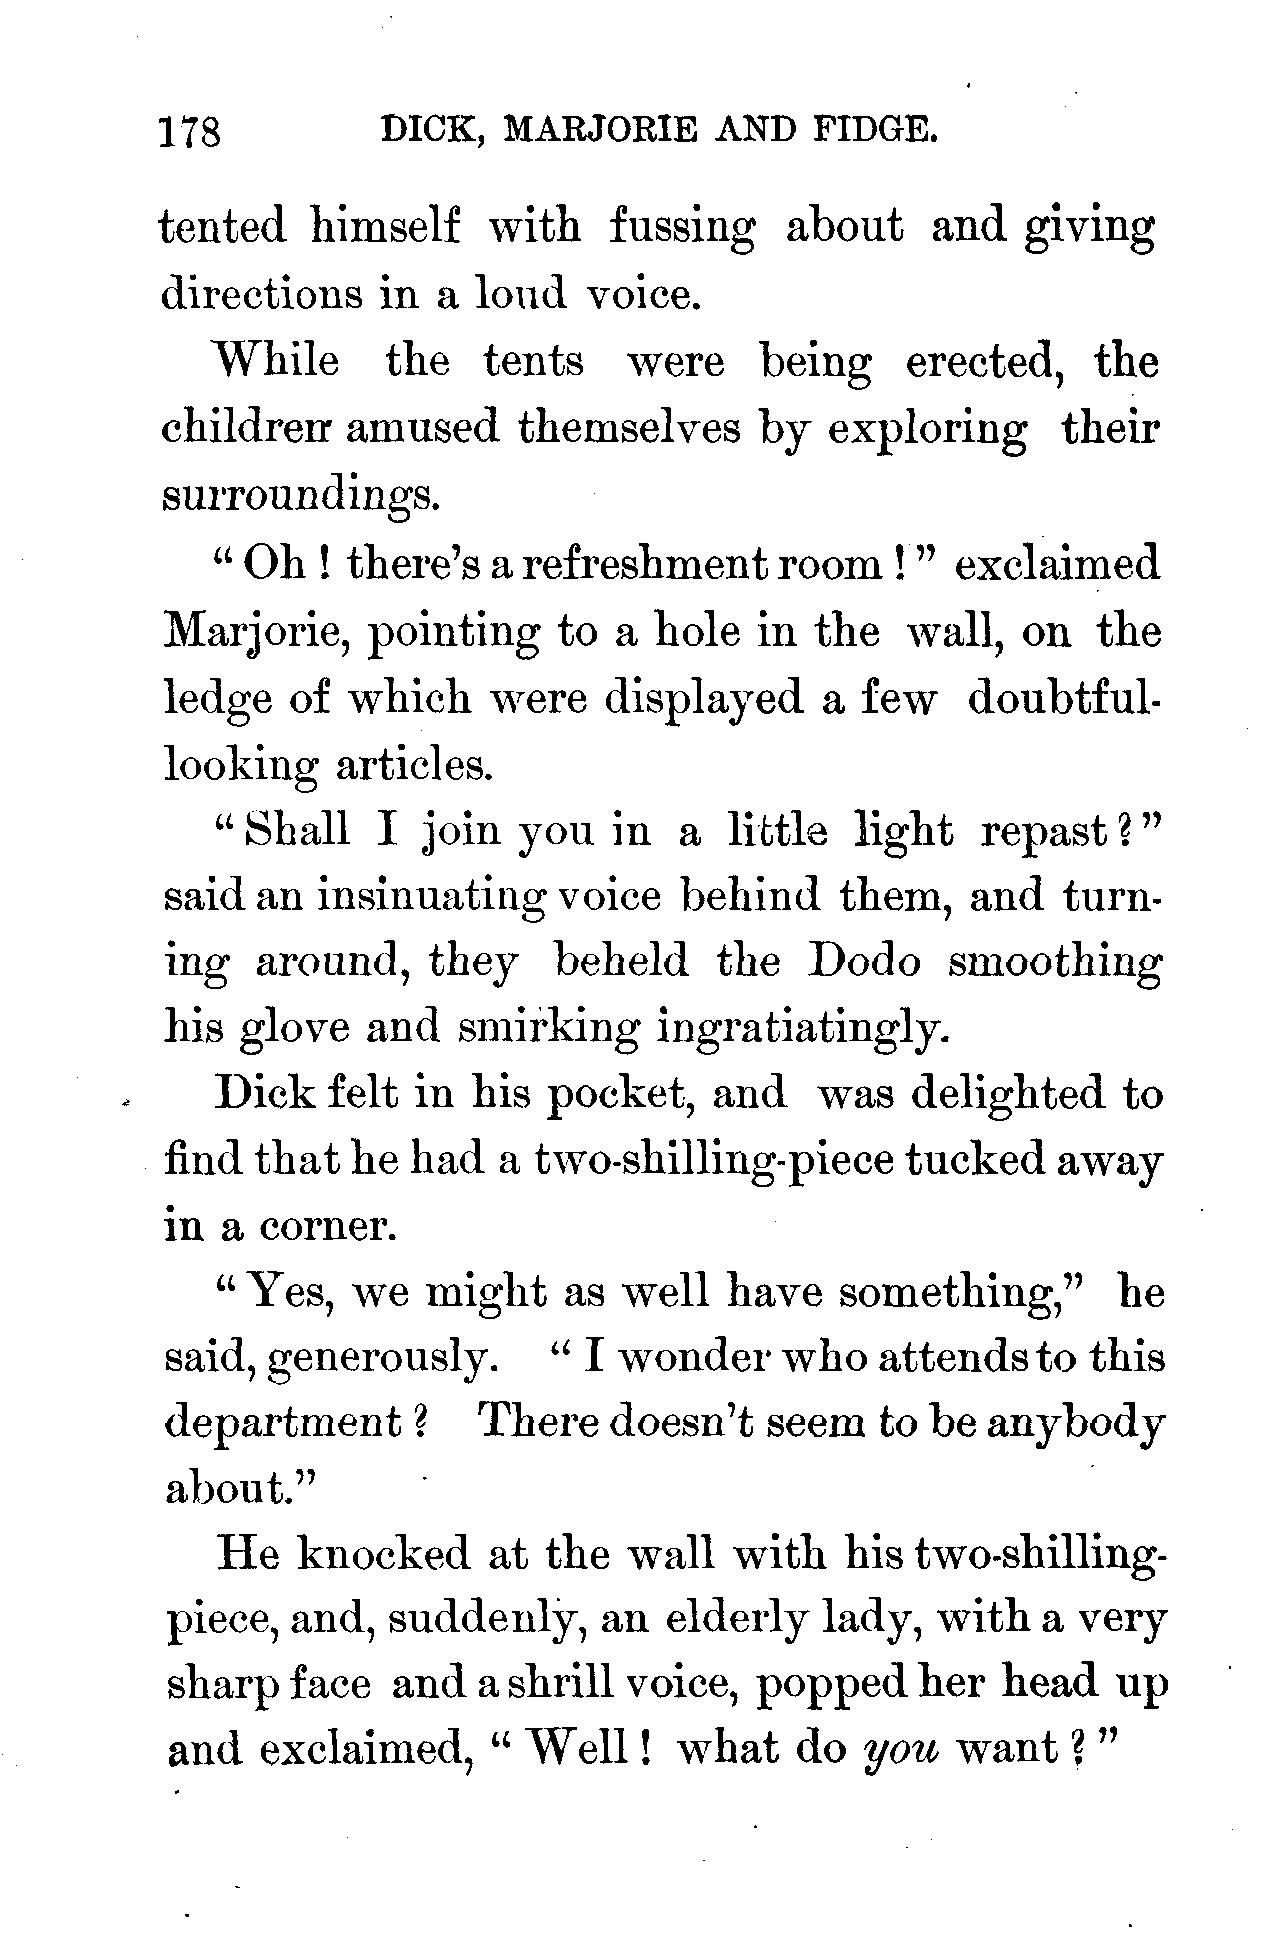 178 DICK, MARJORIE AND FIDGE.
tented himself with fussing about and giving
directions in a loud voice.
While the tents were being erected, the
children amused themselves by exploring their
surroundings.
“ Oh ! there’s a refreshment room ! ” exclaimed
Marjorie, pointing to a hole in the wall, on the
ledge of which were displayed a few doubtful-
looking articles.
“ Shall I join you in a little light repast ? ”
said an insinuating voice behind them, and turn-
ing around, they beheld the Dodo smoothing
his glove and smirking ingratiatingly.
Dick felt in his pocket, and was delighted to
find that he had a two-shilling-piece tucked away
in a corner.
“ Yes, we might as well have something,” he
said, generously. “ I wonder who attends to this
department ? There doesn’t seem to be anybody
about.”
He knocked at the wall with his two-shilling-
piece, and, suddenly, an elderly lady, with a very
sharp face and a shrill voice, popped her head up
and exclaimed, “ Well ! what do you want ? ”